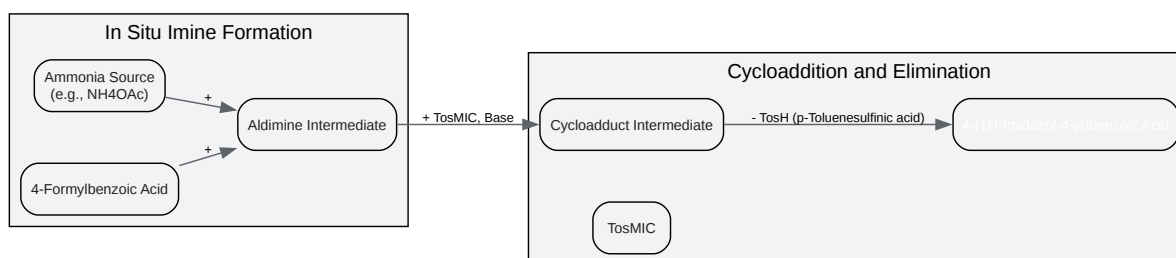 In Situ Imine Formation
Ammonia Source
(e.g., NH4OAc)
+
Aldimine Intermediate
+
4-Formylbenzoic Acid
+ TosMIC, Base
Cycloaddition and Elimination
Cycloadduct Intermediate
- TosH (p-Toluenesulfinic acid)
4-(1H-Imidazol-4-yl)benzoic Acid
TosMIC